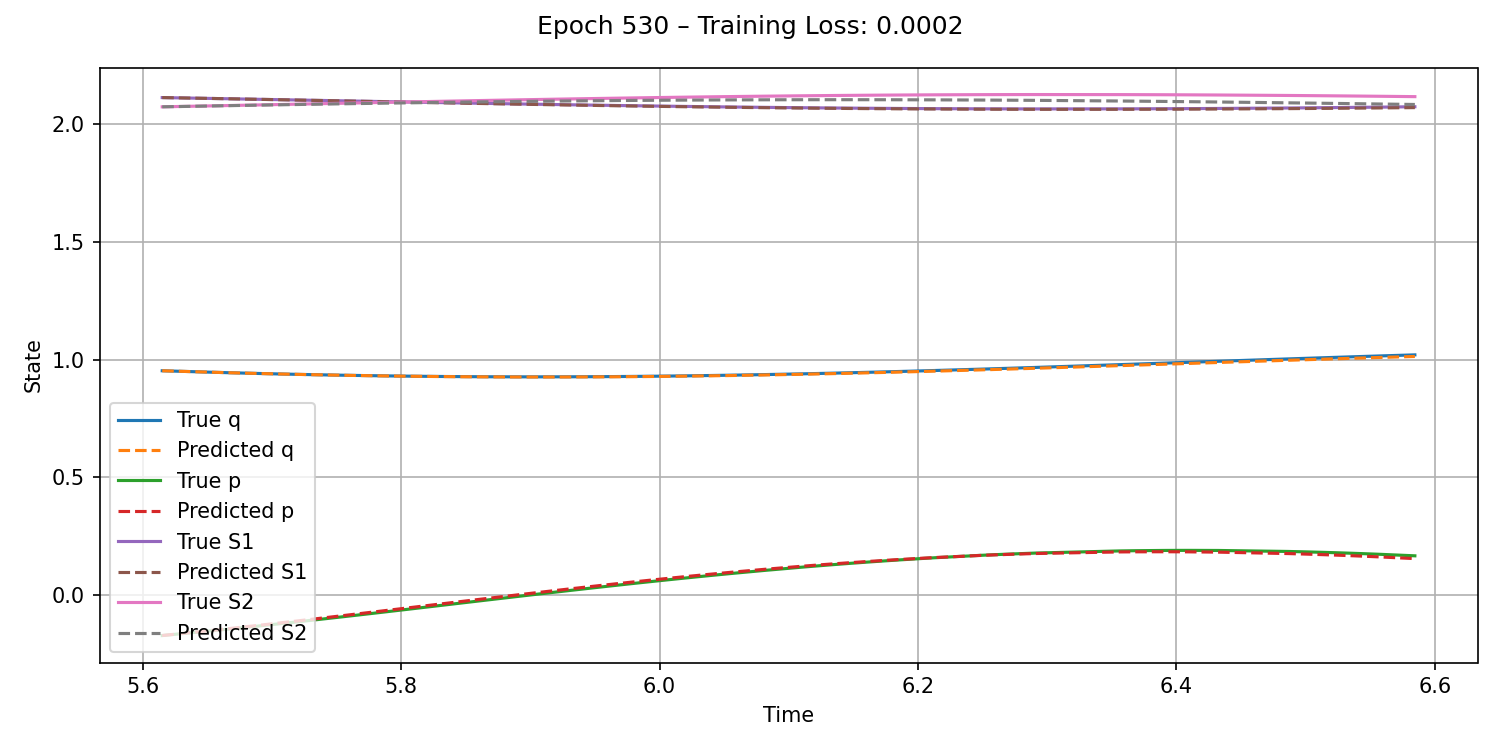 Epoch 530 – Training Loss: 0.0002
State
2.0
1.5
1.0
0.5
0.0
True q
Predicted q
True p
Predicted p
True S1
Predicted S1
True S2
Predicted S2
5.6 5.8 6.0 6.2 6.4 6.6
Time